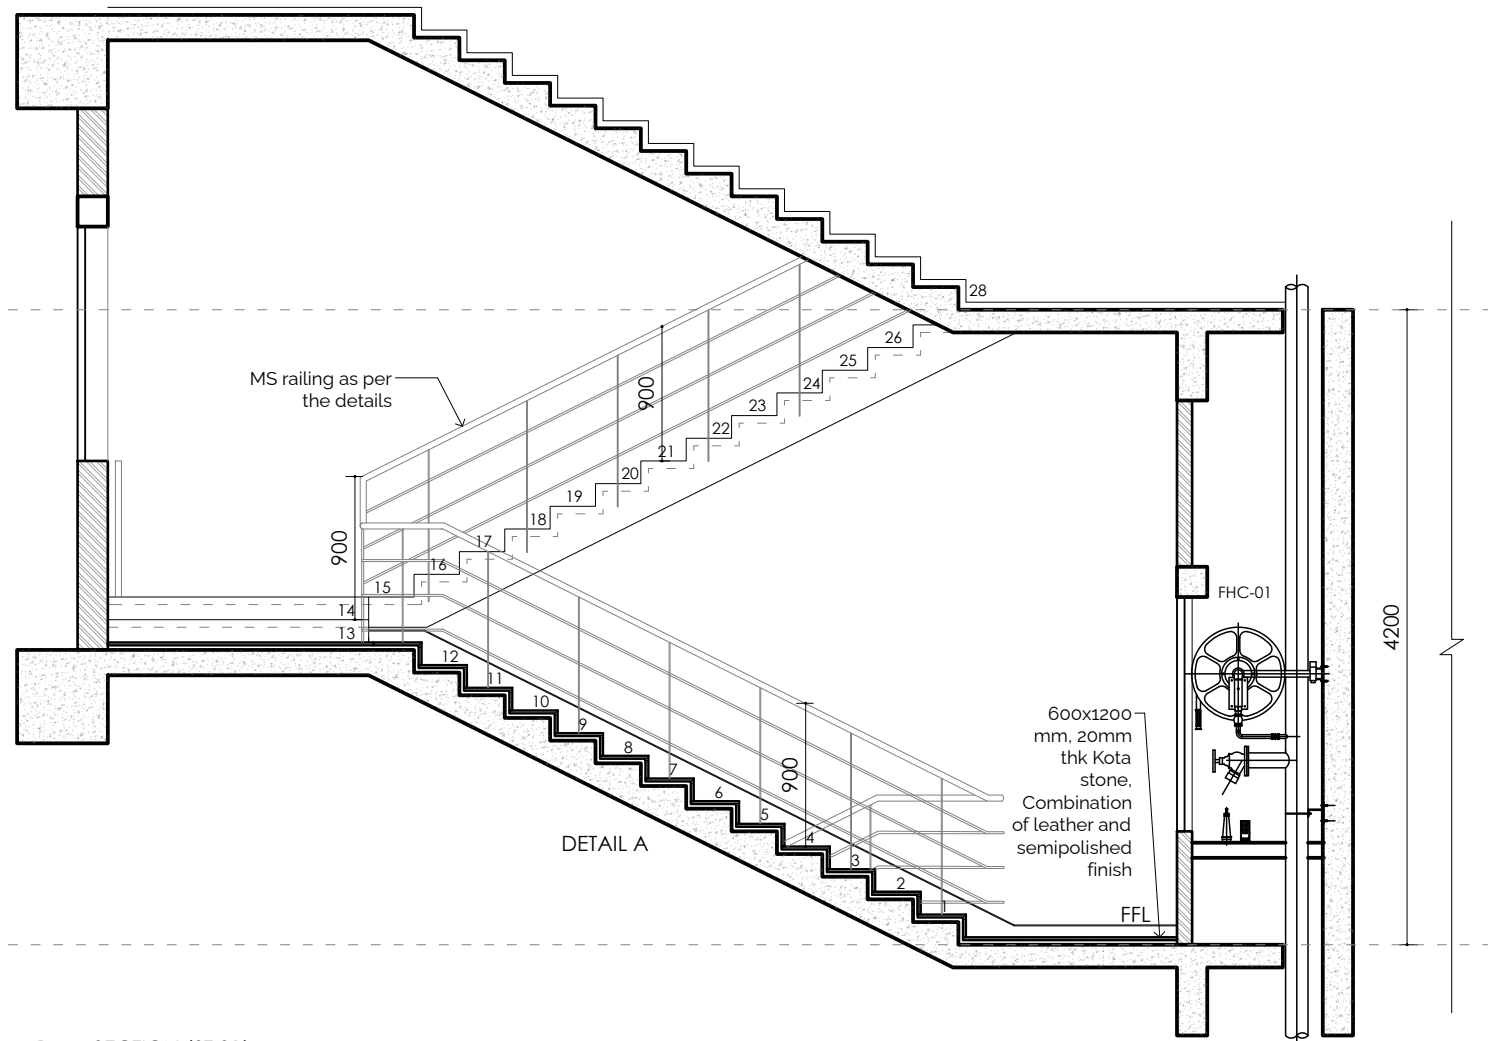 28
26
25
24
23
22
21
20
19
18
17
16
15
14
13
MS railing as per
the details
900
900
12
11
10
9
8
7
6
5
4
3
2
1
900
DETAIL A
FHC-01
4200
600x1200
mm, 20mm
thk Kota
stone,
Combination
of leather and
semipolished
finish
FFL